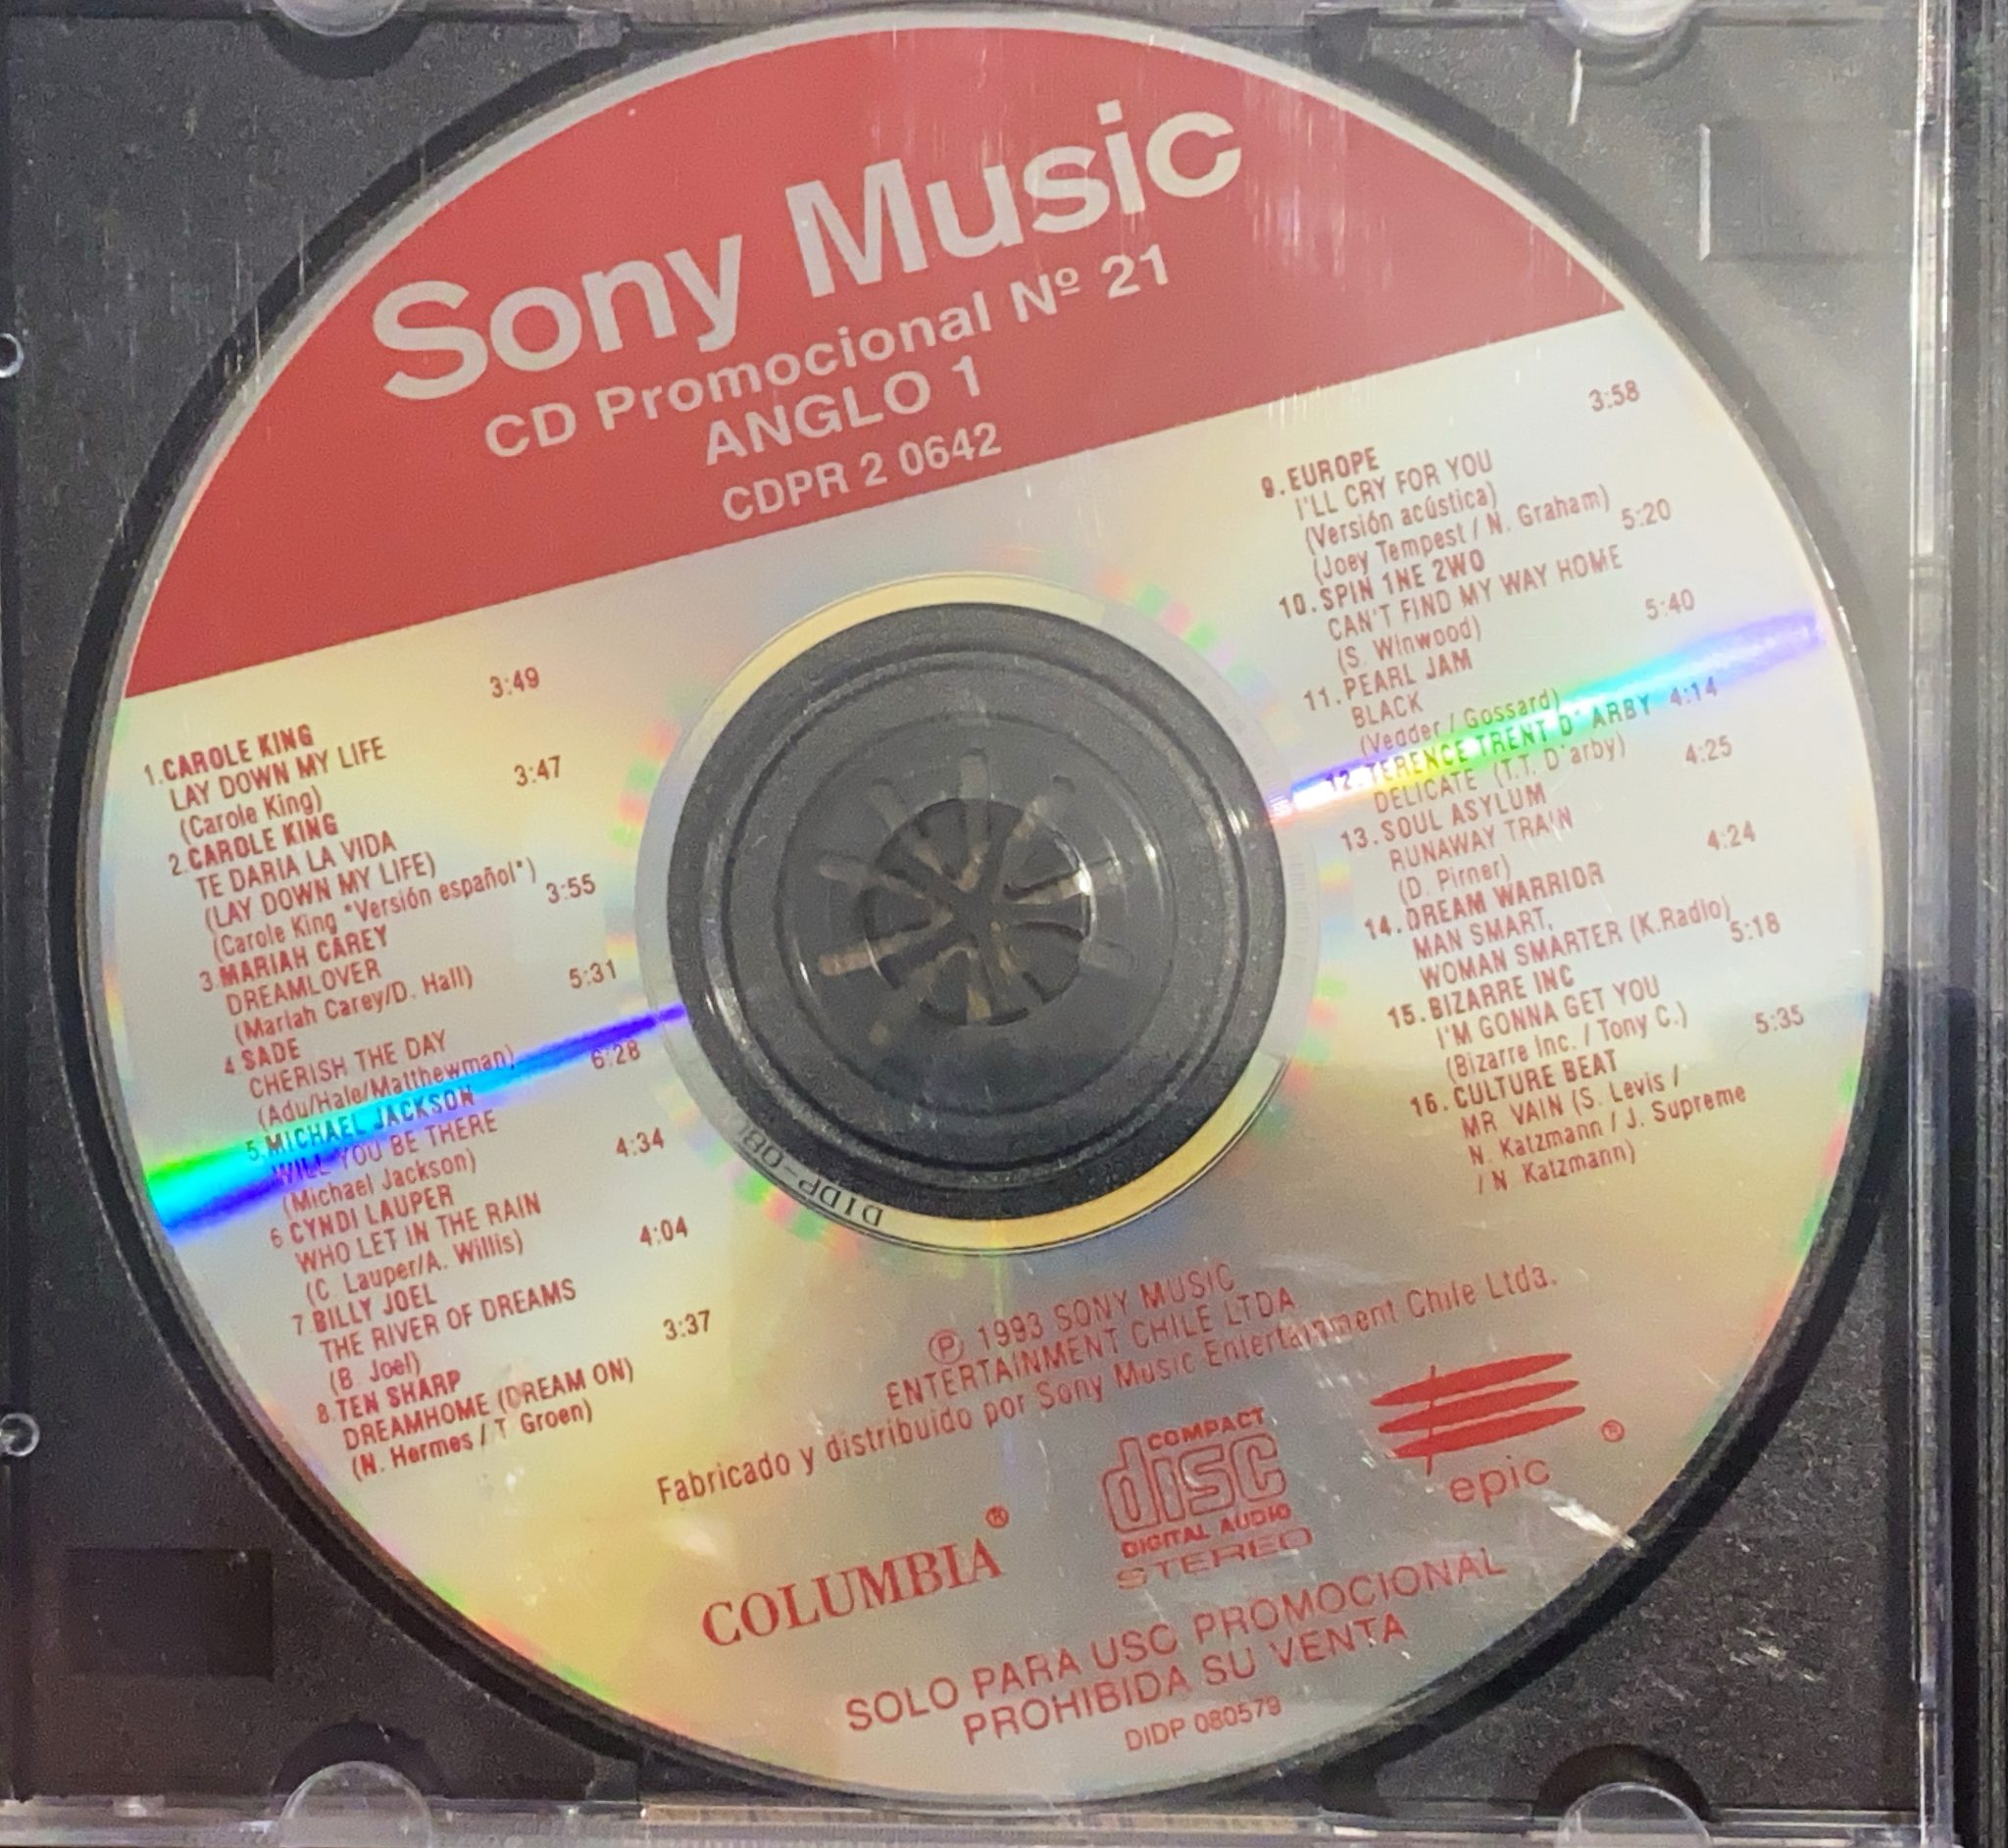 Sony Music
CD Promocional Nº 21
ANGLO 1
CDPR 2 0642
1.CAROLE KING 3:49
LAY DOWN MY LIFE
(Carole King)
2.CAROLE KING 3:47
TE DARIA LA VIDA
(LAY DOWN MY LIFE)
(Carole King "Versión español")
3.MARIAH CAREY 3:55
DREAMLOVER
(Mariah Carey/D. Hall)
4.SADE 5:31
CHERISH THE DAY
(Adu/Hale/Matthewman)
5.MICHAEL JACKSON 6:28
WILL YOU BE THERE
(Michael Jackson)
6 CYNDI LAUPER 4:34
WHO LET IN THE RAIN
(C. Lauper/A. Willis)
7.BILLY JOEL 4:04
THE RIVER OF DREAMS
(B. Joel)
8.TEN SHARP 3:37
DREAMHOME (DREAM ON)
(N. Hermes / T Groen)
9.EUROPE 3:58
I'LL CRY FOR YOU
(Versión acústica)
(Joey Tempest / N. Graham)
10.SPIN 1NE 2WO 5:20
CAN'T FIND MY WAY HOME
(S. Winwood)
11.PEARL JAM 5:40
BLACK
(Vedder / Gossard)
12.TERENCE TRENT D' ARBY 4:14
DELICATE (T.T. D'arby)
13.SOUL ASYLUM 4:25
RUNAWAY TRAIN
(D. Pirner)
14.DREAM WARRIOR 4:24
MAN SMART,
WOMAN SMARTER (K.Radio)
15.BIZARRE INC 5:18
I'M GONNA GET YOU
(Bizarre Inc. / Tony C.)
16.CULTURE BEAT 5:35
MR VAIN (S. Levis /
N. Katzmann / J. Supreme
/ N Katzmann)
DIDP-08
Ⓟ 1993 SONY MUSIC
ENTERTAINMENT CHILE LTDA
Fabricado y distribuido por Sony Music Entertainment Chile Ltda.
COLUMBIA®
COMPACT
disc
DIGITAL AUDIO
STEREO
epic®
SOLO PARA USO PROMOCIONAL
PROHIBIDA SU VENTA
DIDP 080579